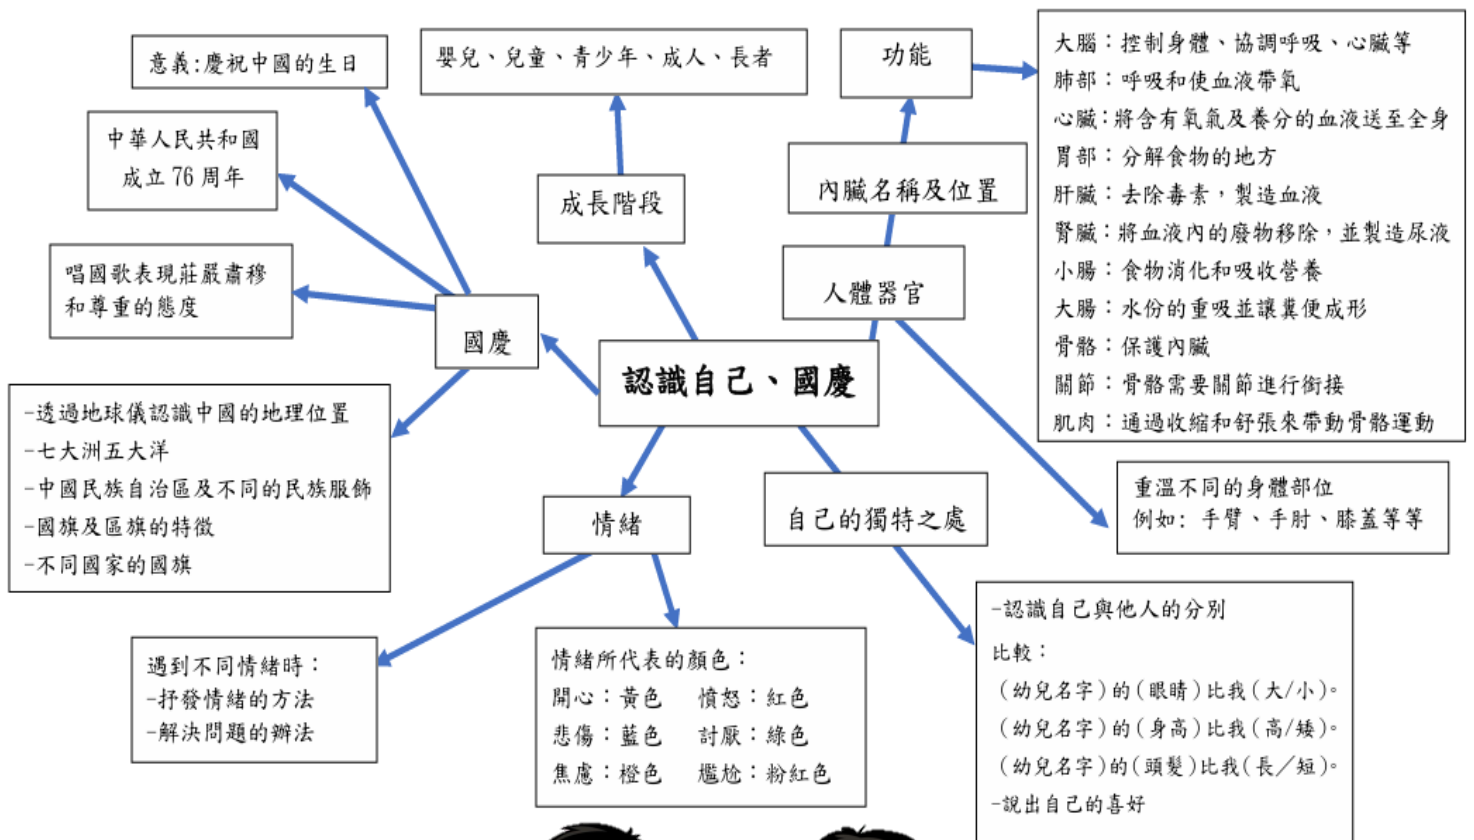 意義:慶祝中國的生日
中華人民共和國
成立 76 周年
唱國歌表現莊嚴肅穆
和尊重的態度
國慶
-透過地球儀認識中國的地理位置
-七大洲五大洋
-中國民族自治區及不同的民族服飾
-國旗及區旗的特徵
-不同國家的國旗
嬰兒、兒童、青少年、成人、長者
成長階段
認識自己、國慶
功能
內臟名稱及位置
人體器官
大腦：控制身體、協調呼吸、心臟等
肺部：呼吸和使血液帶氧
心臟：將含有氧氣及養分的血液送至全身
胃部：分解食物的地方
肝臟：去除毒素，製造血液
腎臟：將血液內的廢物移除，並製造尿液
小腸：食物消化和吸收營養
大腸：水份的重吸並讓糞便成形
骨骼：保護內臟
關節：骨骼需要關節進行銜接
肌肉：通過收縮和舒張來帶動骨骼運動
重溫不同的身體部位
例如: 手臂、手肘、膝蓋等等
情緒
遇到不同情緒時：
-抒發情緒的方法
-解決問題的辦法
情緒所代表的顏色：
開心：黃色 憤怒：紅色
悲傷：藍色 討厭：綠色
焦慮：橙色 尷尬：粉紅色
自己的獨特之處
-認識自己與他人的分別
比較：
（幼兒名字）的（眼睛）比我（大/小）。
（幼兒名字）的（身高）比我（高/矮）。
（幼兒名字）的（頭髮）比我（長／短）。
-說出自己的喜好